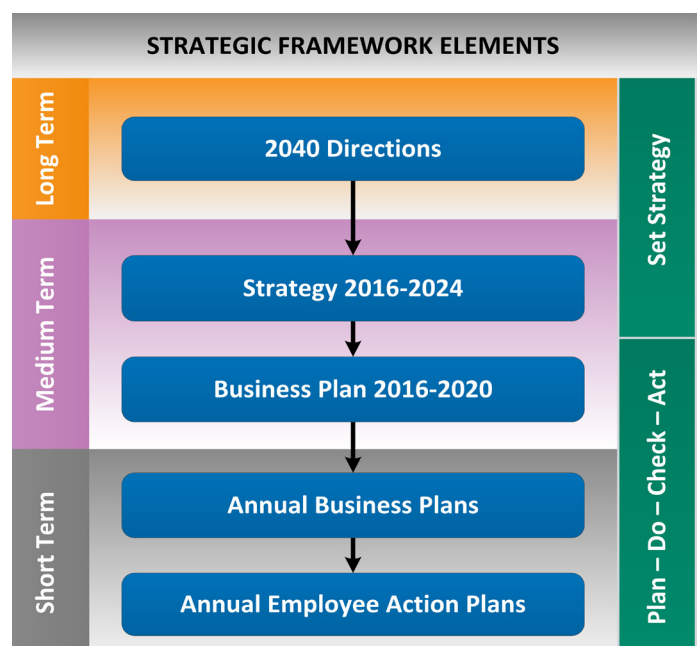 STRATEGIC FRAMEWORK ELEMENTS
Long Term
2040 Directions
Set Strategy
Medium Term
Strategy 2016-2024
Business Plan 2016-2020
Short Term
Annual Business Plans
Annual Employee Action Plans
Plan – Do – Check – Act